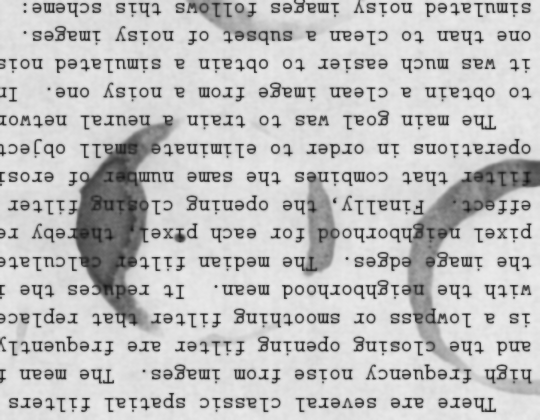 There are several classic spatial filters
high frequency noise from images. The mean f
and the closing opening filter are frequently
is a lowpass or smoothing filter that replace
with the neighborhood mean. It reduces the i
the image edges. The median filter calculate
pixel neighborhood for each pixel, thereby re
effect. Finally, the opening closing filter
filter that combines the same number of erosi
operations in order to eliminate small object
The main goal was to train a neural networ
to obtain a clean image from a noisy one. In
it was much easier to obtain a simulated nois
one than to clean a subset of noisy images.
simulated noisy images follows this scheme: